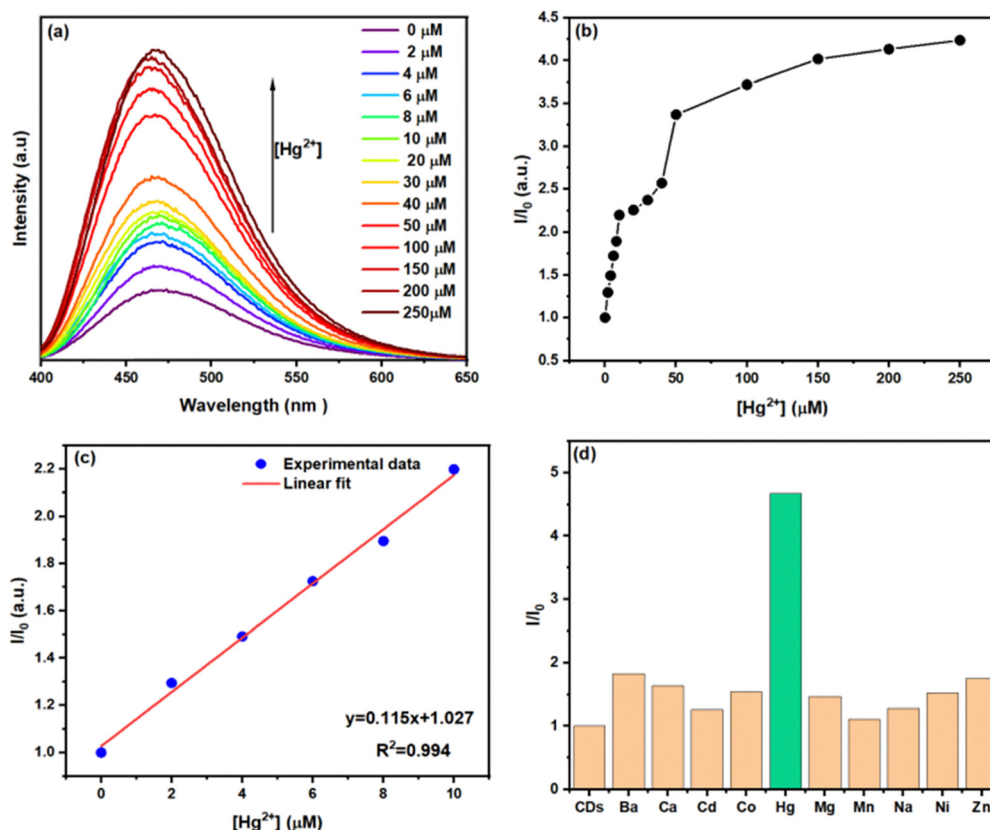 (a)
0 μM
2 μM
4 μM
6 μM
8 μM
10 μM
20 μM
30 μM
40 μM
50 μM
100 μM
150 μM
200 μM
250μM
[Hg²⁺]
Intensity (a.u)
400 450 500 550 600 650
Wavelength (nm )
(b)
4.5
4.0
3.5
3.0
2.5
2.0
1.5
1.0
0.5
I/I₀ (a.u.)
0 50 100 150 200 250
[Hg²⁺] (μM)
(c)
Experimental data
Linear fit
2.2
2.0
1.8
1.6
1.4
1.2
1.0
I/I₀ (a.u.)
y=0.115x+1.027
R²=0.994
0 2 4 6 8 10
[Hg²⁺] (μM)
(d)
5
4
3
2
1
0
I/I₀
CDs Ba Ca Cd Co Hg Mg Mn Na Ni Zn